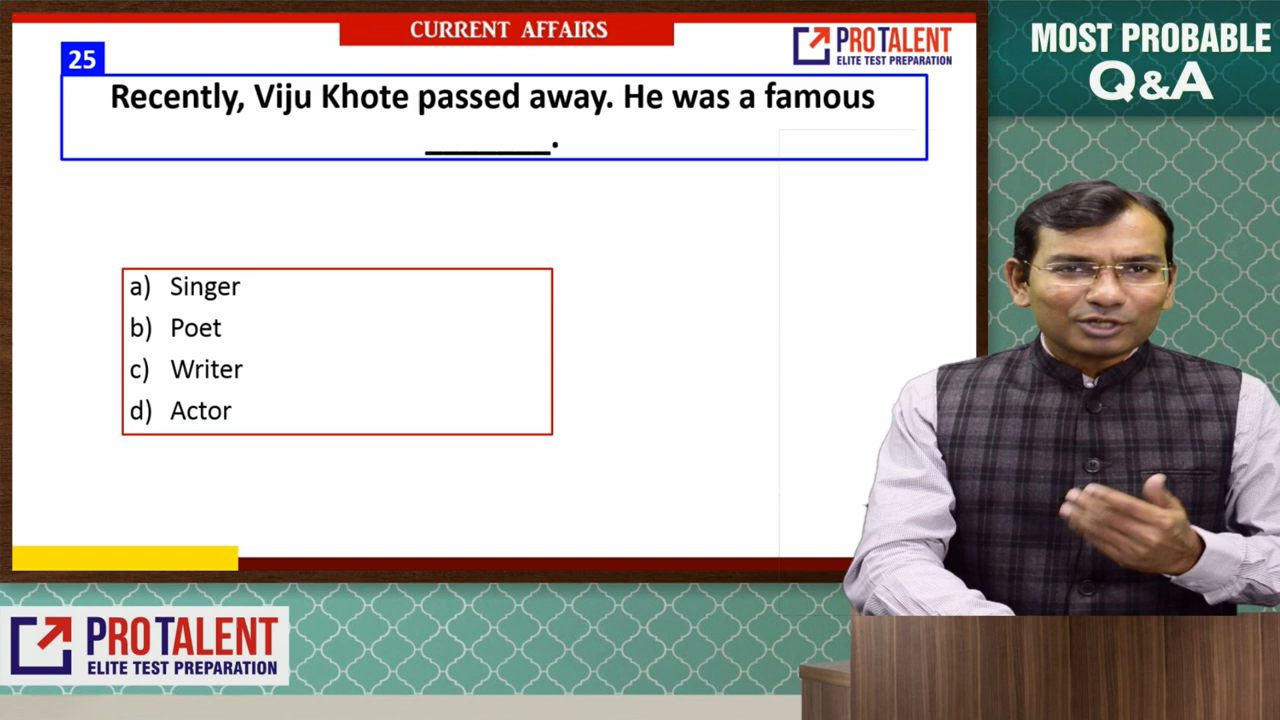 CURRENT AFFAIRS
PROTALENT
ELITE TEST PREPARATION
MOST PROBABLE
Q&A
25
Recently, Viju Khote passed away. He was a famous
_______.
a) Singer
b) Poet
c) Writer
d) Actor
PROTALENT
ELITE TEST PREPARATION